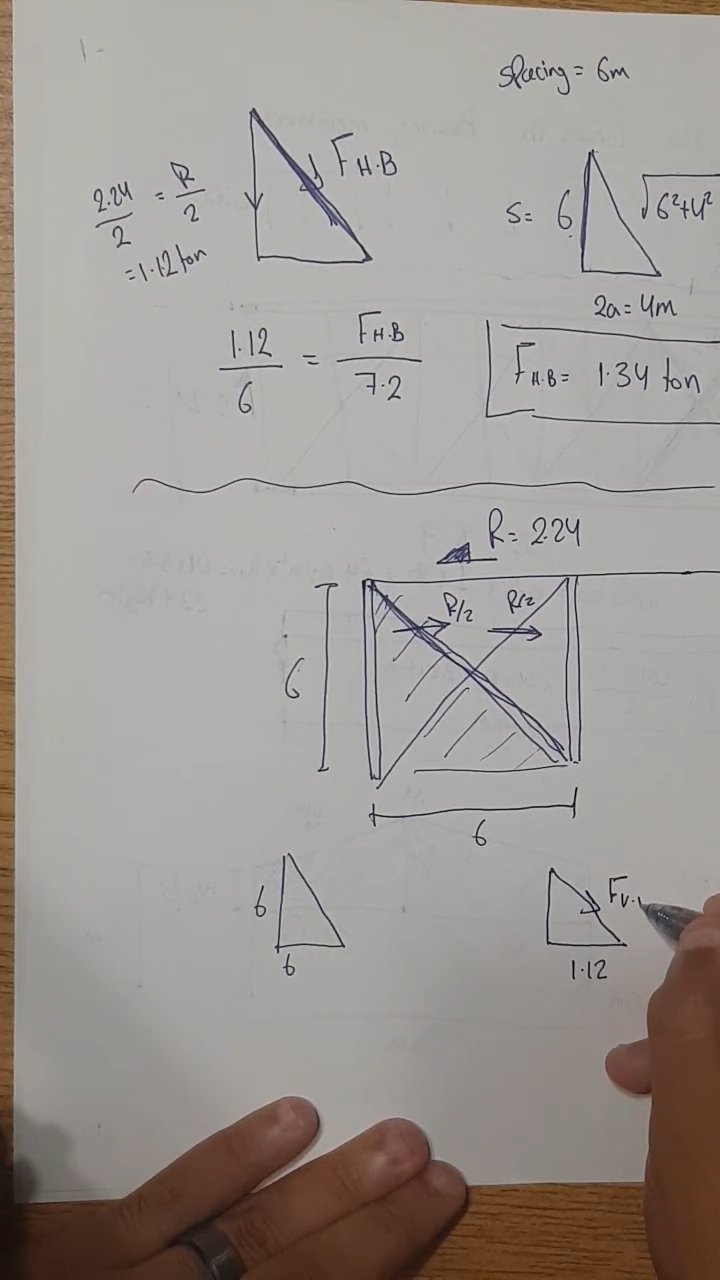 1-
spacing = 6m
2.24/2 = R/2
= 1.12 ton
F H.B
S = 6
√6²+4²
2a = 4m
1.12/6 = F H.B/7.2
F H.B = 1.34 ton
R = 2.24
R/2
R/2
6
6
6
6
F v.
1.12